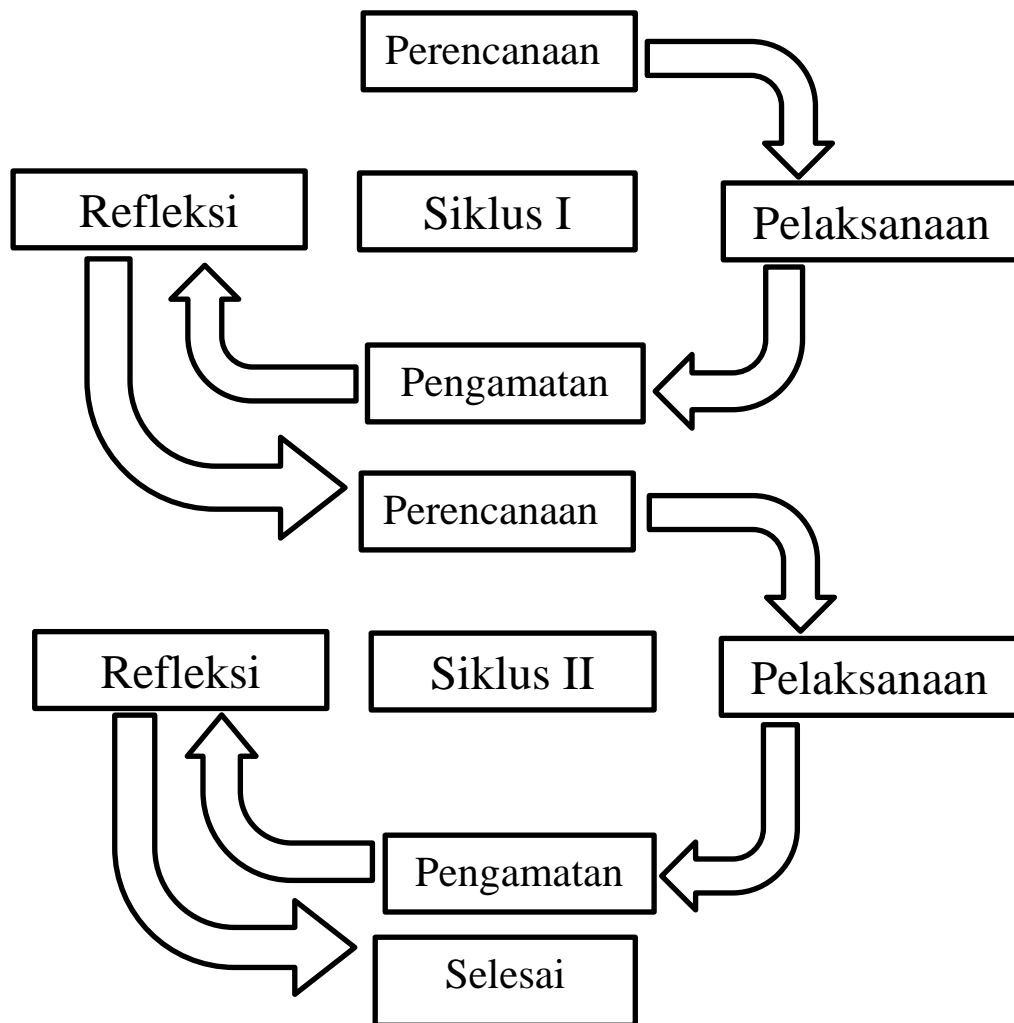 Perencanaan
Refleksi
Siklus I
Pelaksanaan
Pengamatan
Perencanaan
Refleksi
Siklus II
Pelaksanaan
Pengamatan
Selesai